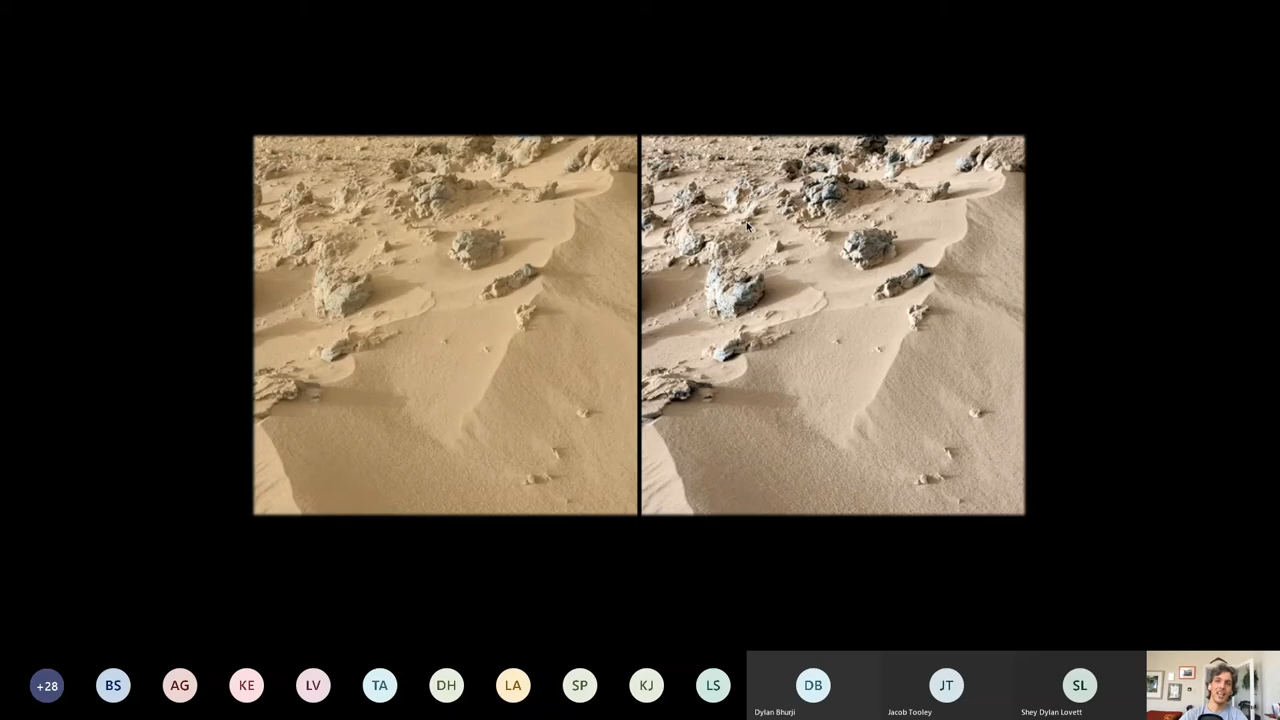 +28 BS AG KE LV TA DH LA SP KJ LS DB JT SL
Dylan Bhurji Jacob Tooley Shey Dylan Lovett